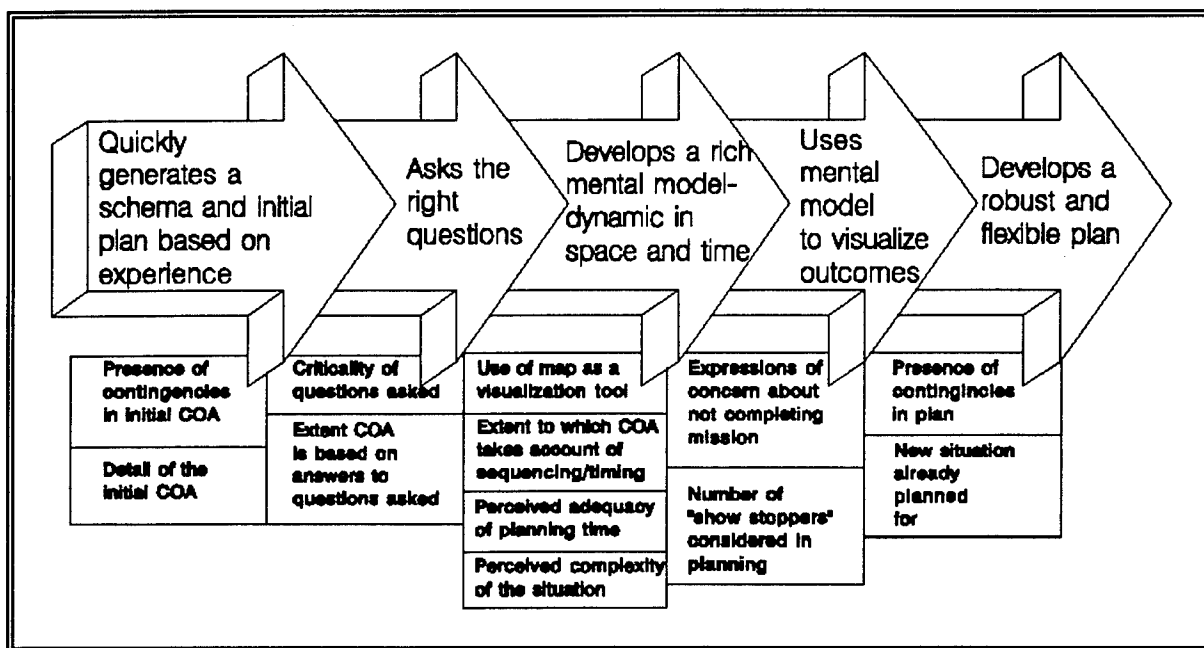 Quickly
generates a
schema and initial
plan based on
experience
Asks the
right
questions
Develops a rich
mental model-
dynamic in
space and time
Uses
mental
model
to visualize
outcomes
Develops a
robust and
flexible plan
Presence of
contingencies
in initial COA
Detail of the
initial COA
Criticality of
questions asked
Extent COA
is based on
answers to
questions asked
Use of map as a
visualization tool
Extent to which COA
takes account of
sequencing/timing
Perceived adequacy
of planning time
Perceived complexity
of the situation
Expressions of
concern about
not completing
mission
Number of
"show stoppers"
considered in
planning
Presence of
contingincies
in plan
New situation
already
planned
for